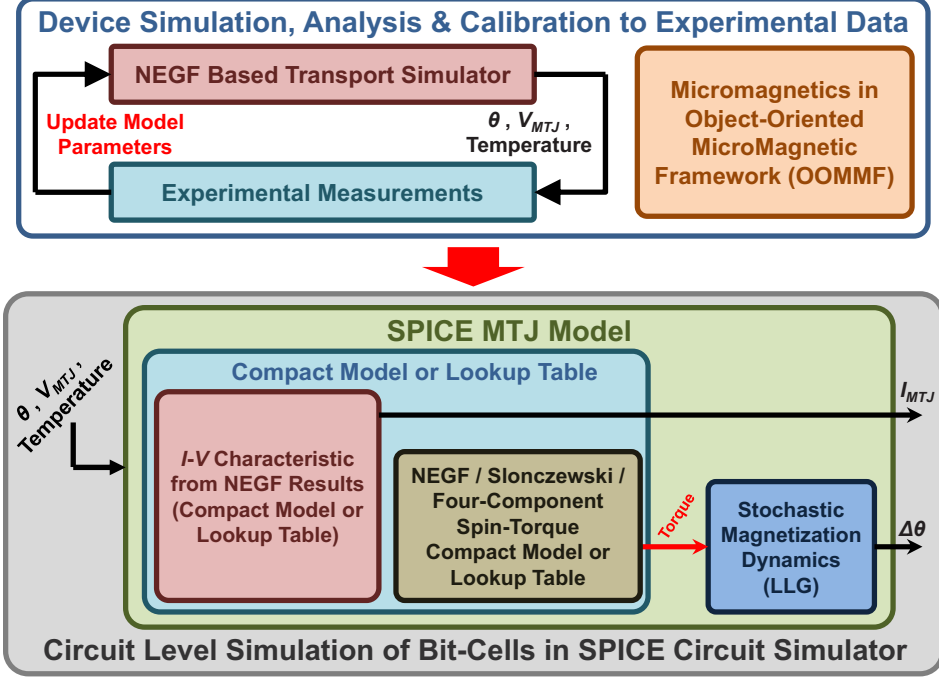 Device Simulation, Analysis & Calibration to Experimental Data
NEGF Based Transport Simulator
Update Model
Parameters
θ , V_MTJ ,
Temperature
Experimental Measurements
Micromagnetics in
Object-Oriented
MicroMagnetic
Framework (OOMMF)
SPICE MTJ Model
Compact Model or Lookup Table
θ , V_MTJ ,
Temperature
I-V Characteristic
from NEGF Results
(Compact Model or
Lookup Table)
NEGF / Slonczewski /
Four-Component
Spin-Torque
Compact Model or
Lookup Table
Torque
Stochastic
Magnetization
Dynamics
(LLG)
I_MTJ
Δθ
Circuit Level Simulation of Bit-Cells in SPICE Circuit Simulator